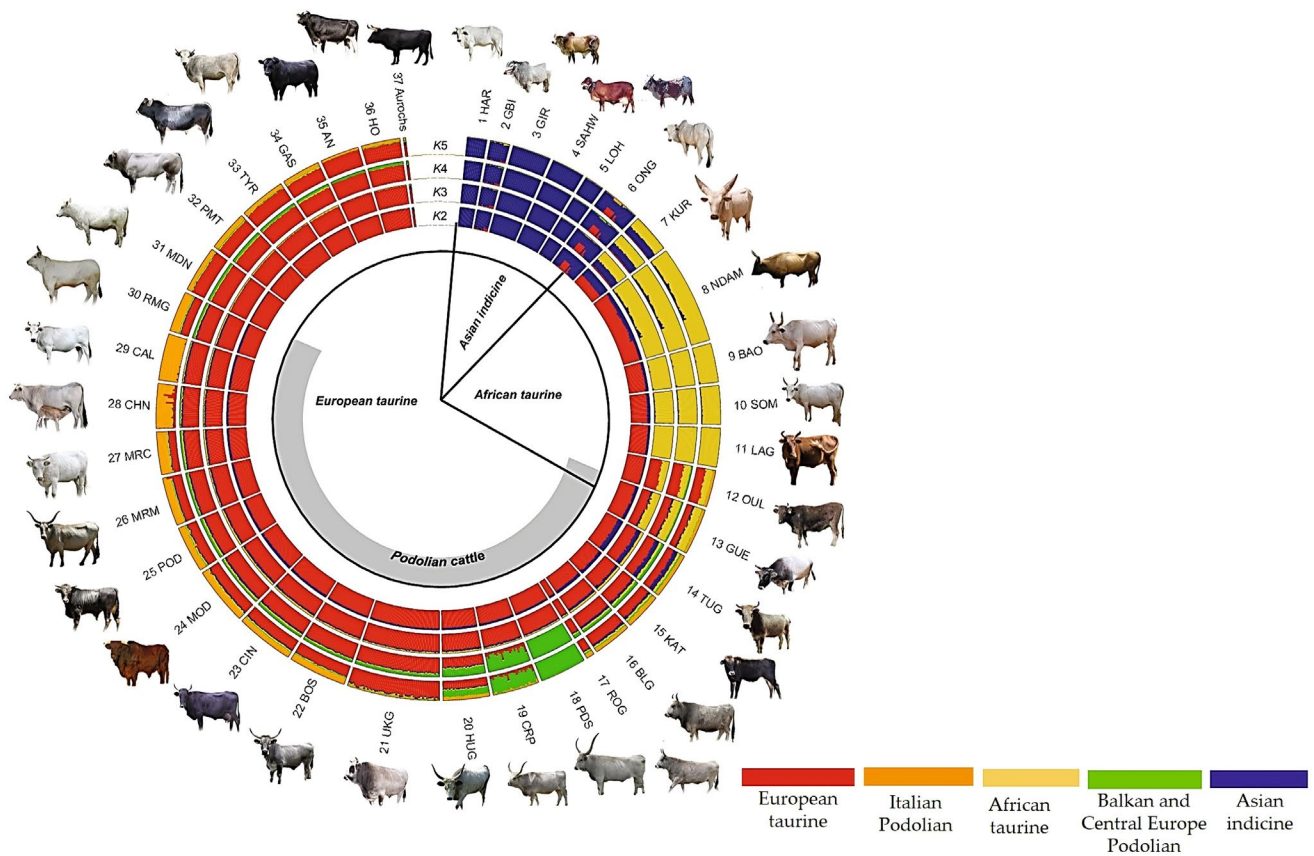 37 Aurochs
1 HAR
2 GBI
3 GIR
4 SAHW
5 LOH
6 ONG
7 KUR
8 NDAM
9 BAO
10 SOM
11 LAG
12 OUL
13 GUE
14 TUG
15 KAT
16 BLG
17 ROG
18 PDS
19 CRP
20 HUG
21 UKG
22 BOS
23 CIN
24 MOD
25 POD
26 MRM
27 MRC
28 CHN
29 CAL
30 RMG
31 MDN
32 PMT
33 TYR
34 GAS
35 AN
36 HO
K5
K4
K3
K2
Asian indicine
African taurine
European taurine
Podolian cattle
European
taurine
Italian
Podolian
African
taurine
Balkan and
Central Europe
Podolian
Asian
indicine